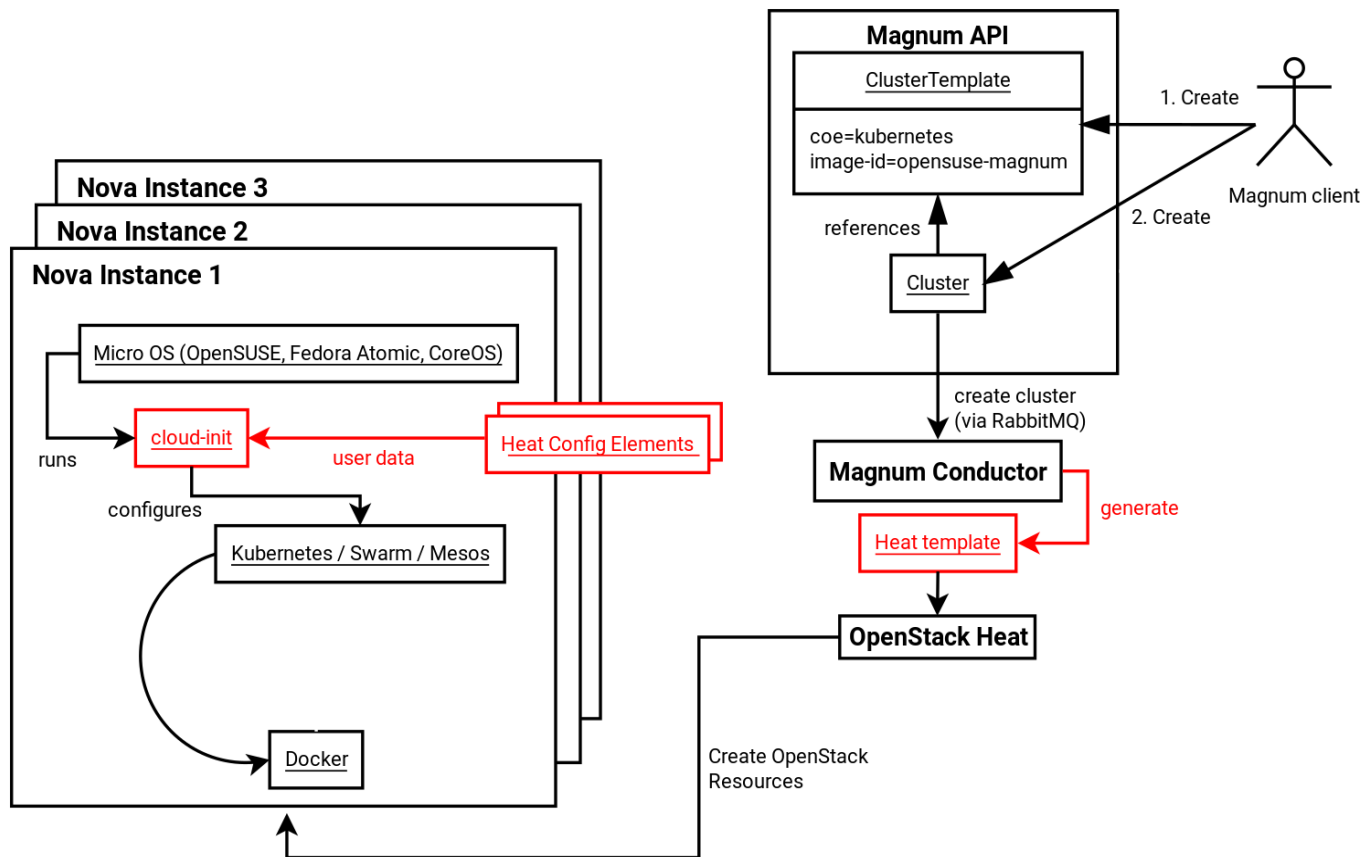 Magnum API
ClusterTemplate
coe=kubernetes
image-id=opensuse-magnum
1. Create
Magnum client
2. Create
references
Cluster
create cluster
(via RabbitMQ)
Magnum Conductor
generate
Heat template
OpenStack Heat
Create OpenStack
Resources
Nova Instance 3
Nova Instance 2
Nova Instance 1
Micro OS (OpenSUSE, Fedora Atomic, CoreOS)
runs
cloud-init
user data
Heat Config Elements
configures
Kubernetes / Swarm / Mesos
Docker